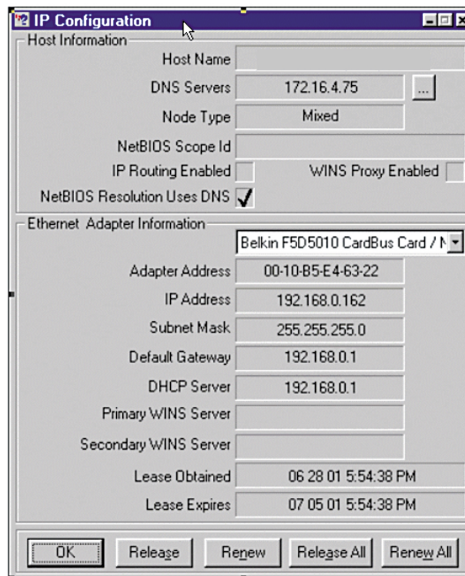 IP Configuration
Host Information
Host Name
DNS Servers 172.16.4.75 ...
Node Type Mixed
NetBIOS Scope Id
IP Routing Enabled WINS Proxy Enabled
NetBIOS Resolution Uses DNS
Ethernet Adapter Information
Belkin F5D5010 CardBus Card /
Adapter Address 00-10-B5-E4-63-22
IP Address 192.168.0.162
Subnet Mask 255.255.255.0
Default Gateway 192.168.0.1
DHCP Server 192.168.0.1
Primary WINS Server
Secondary WINS Server
Lease Obtained 06 28 01 5:54:38 PM
Lease Expires 07 05 01 5:54:38 PM
OK Release Renew Release All Renew All